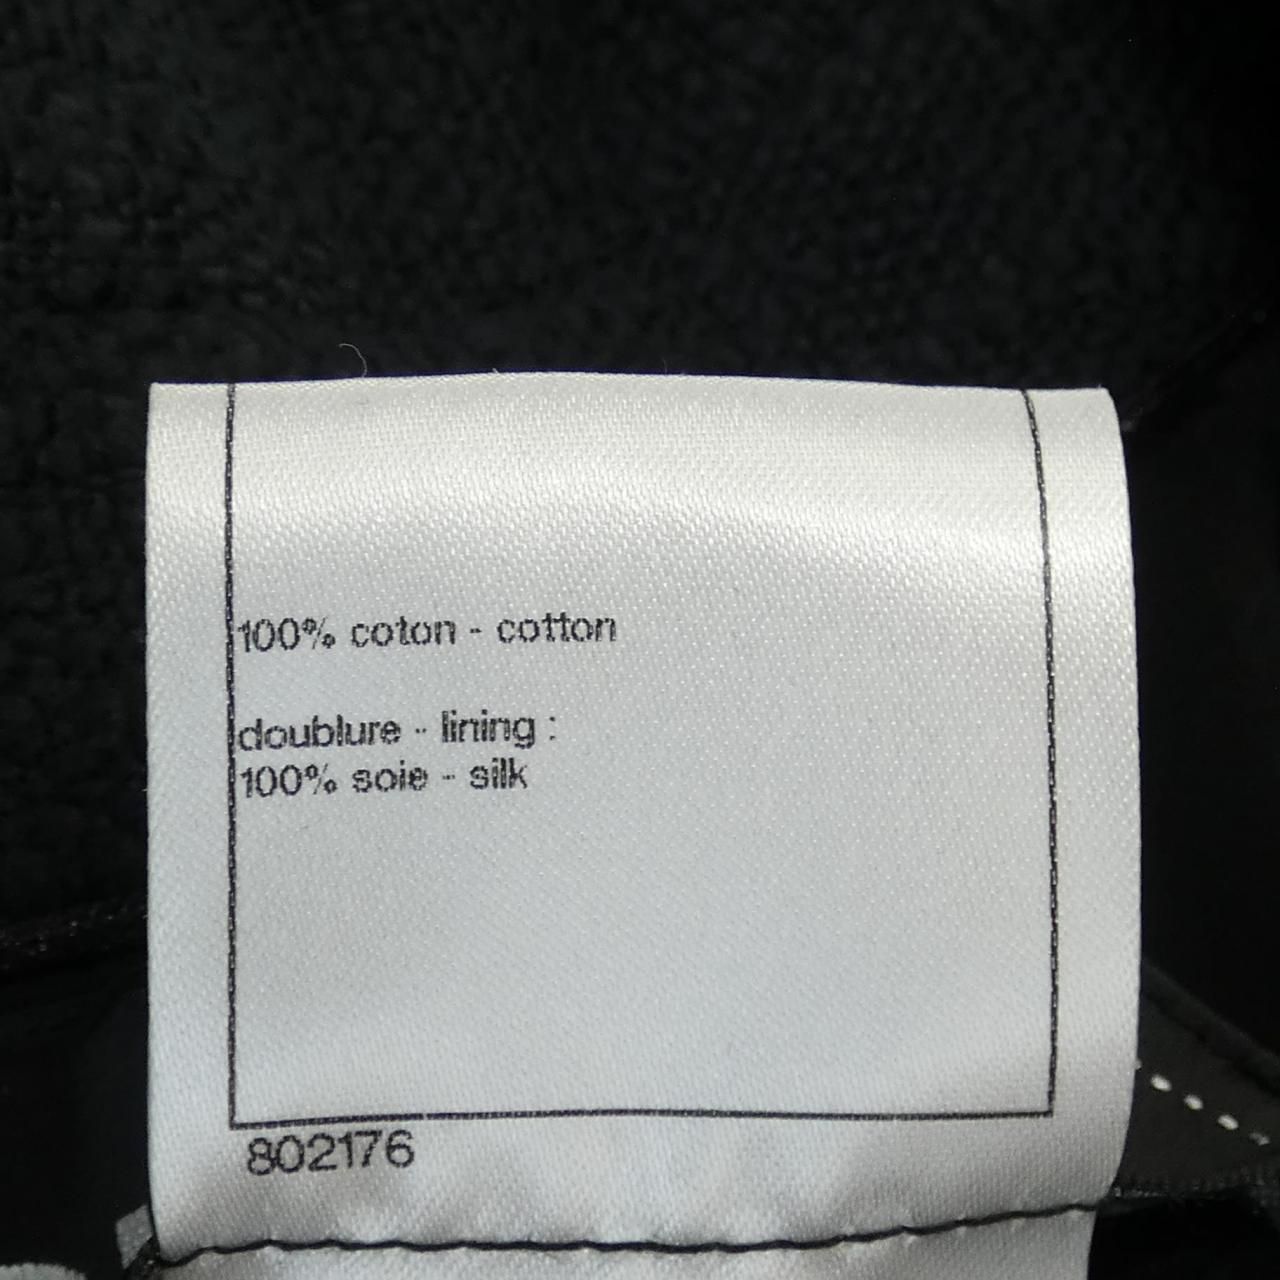 100% coton - cotton
doublure - lining :
100% soie - silk
802176